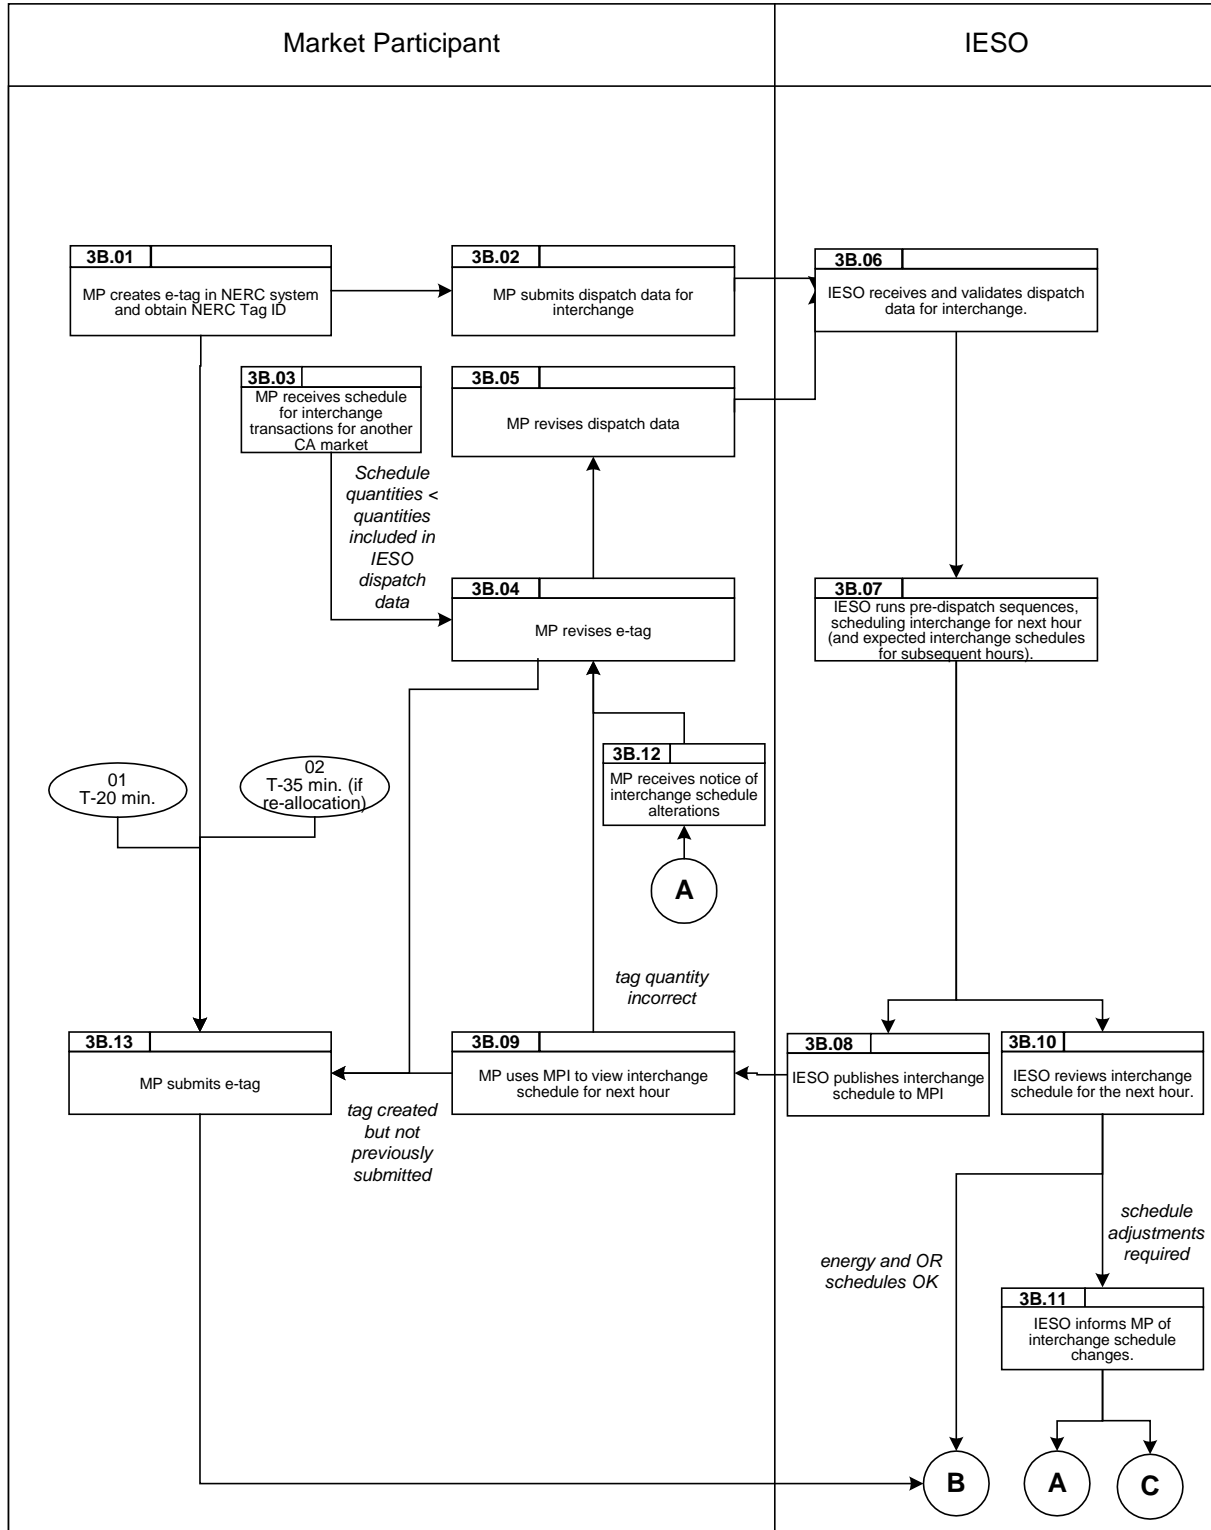 Market Participant
IESO
3B.01
MP creates e-tag in NERC system
and obtain NERC Tag ID
3B.02
MP submits dispatch data for
interchange
3B.06
IESO receives and validates dispatch
data for interchange.
3B.03
MP receives schedule
for interchange
transactions for another
CA market
3B.05
MP revises dispatch data
Schedule
quantities <
quantities
included in
IESO
dispatch
data
3B.04
MP revises e-tag
3B.07
IESO runs pre-dispatch sequences,
scheduling interchange for next hour
(and expected interchange schedules
for subsequent hours).
01
T-20 min.
02
T-35 min. (if
re-allocation)
3B.12
MP receives notice of
interchange schedule
alterations
A
tag quantity
incorrect
3B.13
MP submits e-tag
3B.09
MP uses MPI to view interchange
schedule for next hour
3B.08
IESO publishes interchange
schedule to MPI
3B.10
IESO reviews interchange
schedule for the next hour.
tag created
but not
previously
submitted
energy and OR
schedules OK
schedule
adjustments
required
3B.11
IESO informs MP of
interchange schedule
changes.
B
A
C